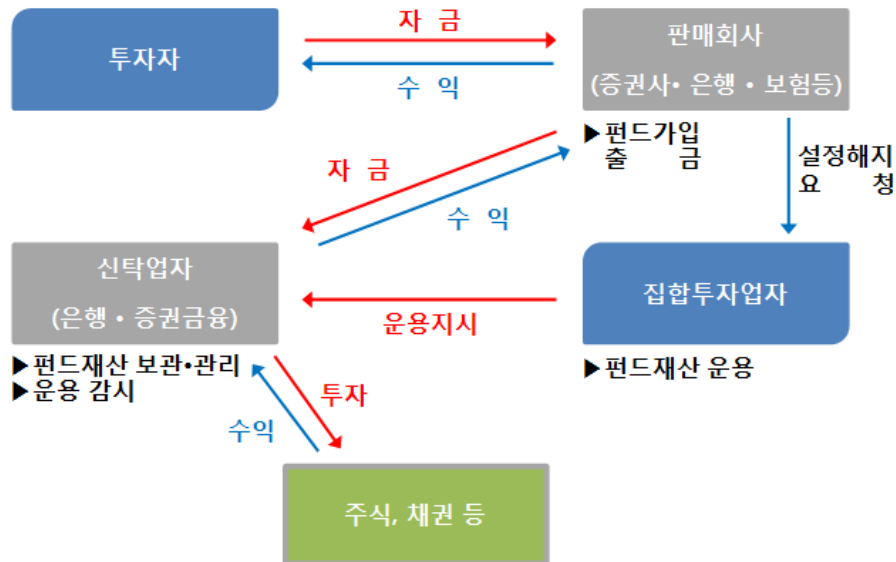 투자자
자 금
수 익
판매회사
(증권사• 은행 • 보험등)
▶펀드가입
출 금
설정해지
요 청
자 금
수 익
신탁업자
(은행 • 증권금융)
▶펀드재산 보관•관리
▶운용 감시
운용지시
집합투자업자
▶펀드재산 운용
투자
수익
주식, 채권 등